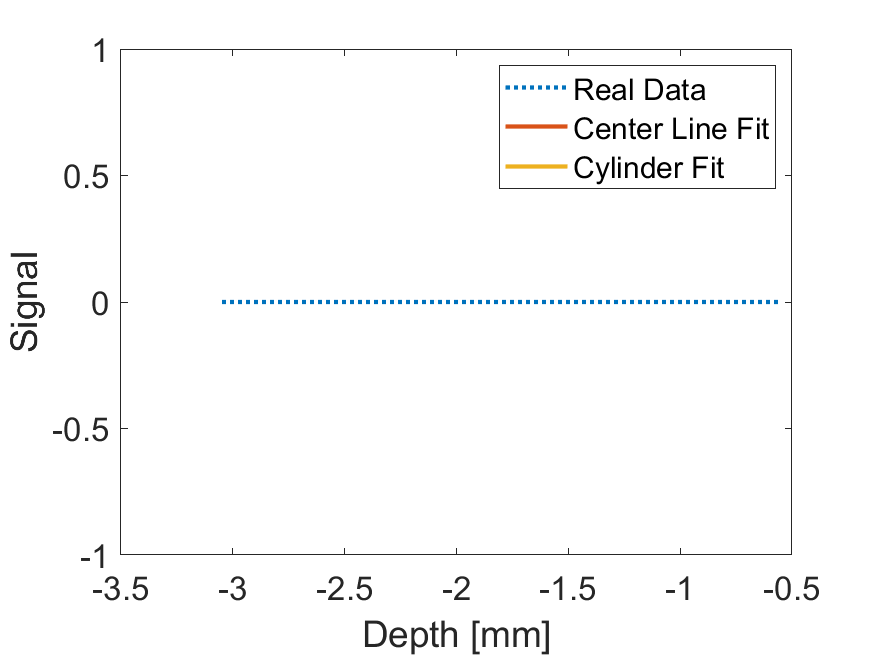 1
0.5
0
-0.5
-1
Signal
Real Data
Center Line Fit
Cylinder Fit
-3.5 -3 -2.5 -2 -1.5 -1 -0.5
Depth [mm]